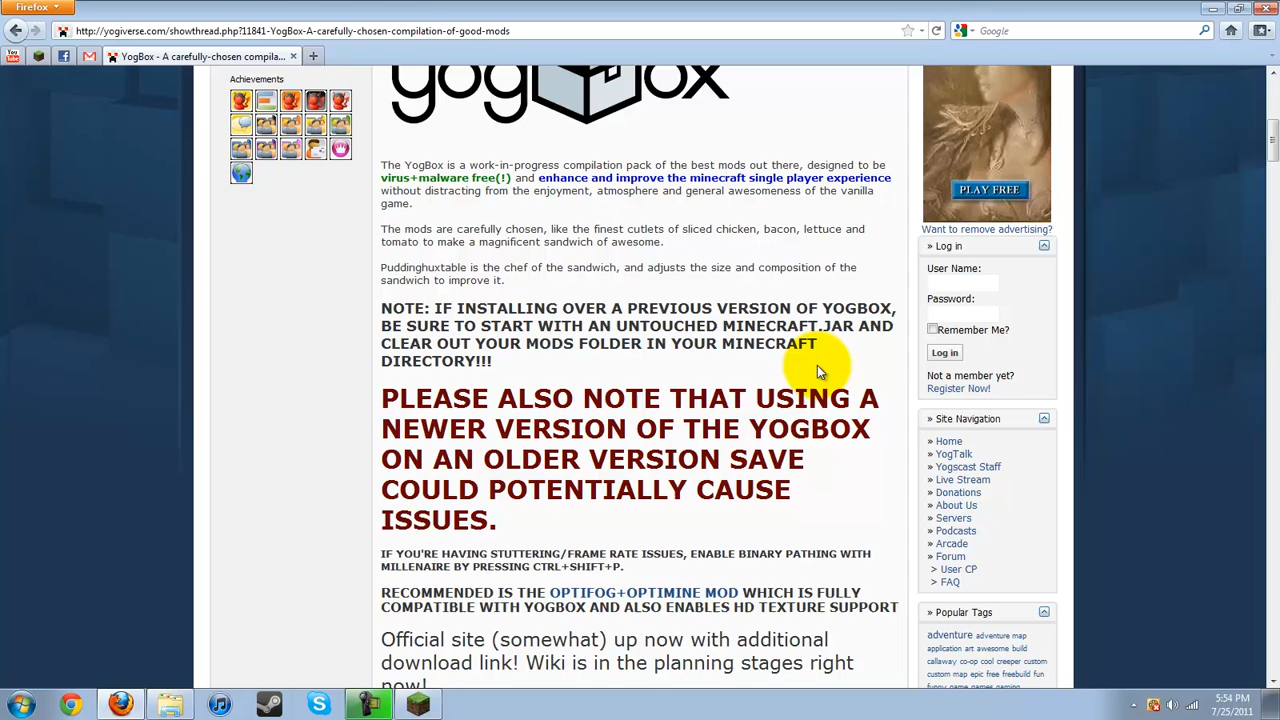 Firefox
http://yogiverse.com/showthread.php?11841-YogBox-A-carefully-chosen-compilation-of-good-mods
Google
YogBox - A carefully-chosen compila...
Achievements
yogbox
The YogBox is a work-in-progress compilation pack of the best mods out there, designed to be
virus+malware free(!) and enhance and improve the minecraft single player experience
without distracting from the enjoyment, atmosphere and general awesomeness of the vanilla
game.
The mods are carefully chosen, like the finest cutlets of sliced chicken, bacon, lettuce and
tomato to make a magnificent sandwich of awesome.
Puddinghuxtable is the chef of the sandwich, and adjusts the size and composition of the
sandwich to improve it.
NOTE: IF INSTALLING OVER A PREVIOUS VERSION OF YOGBOX,
BE SURE TO START WITH AN UNTOUCHED MINECRAFT.JAR AND
CLEAR OUT YOUR MODS FOLDER IN YOUR MINECRAFT
DIRECTORY!!!
PLEASE ALSO NOTE THAT USING A
NEWER VERSION OF THE YOGBOX
ON AN OLDER VERSION SAVE
COULD POTENTIALLY CAUSE
ISSUES.
IF YOU'RE HAVING STUTTERING/FRAME RATE ISSUES, ENABLE BINARY PATHING WITH
MILLENAIRE BY PRESSING CTRL+SHIFT+P.
RECOMMENDED IS THE OPTIFOG+OPTIMINE MOD WHICH IS FULLY
COMPATIBLE WITH YOGBOX AND ALSO ENABLES HD TEXTURE SUPPORT
Official site (somewhat) up now with additional
download link! Wiki is in the planning stages right
now!
PLAY FREE
Want to remove advertising?
» Log in
User Name:
Password:
Remember Me?
Log in
Not a member yet?
Register Now!
» Site Navigation
» Home
» YogTalk
» Yogscast Staff
» Live Stream
» Donations
» About Us
» Servers
» Podcasts
» Arcade
» Forum
> User CP
> FAQ
» Popular Tags
adventure adventure map
application art awesome build
callaway co-op cool creeper custom
custom map epic free freebuild fun
funny game games gaming
5:54 PM
7/25/2011